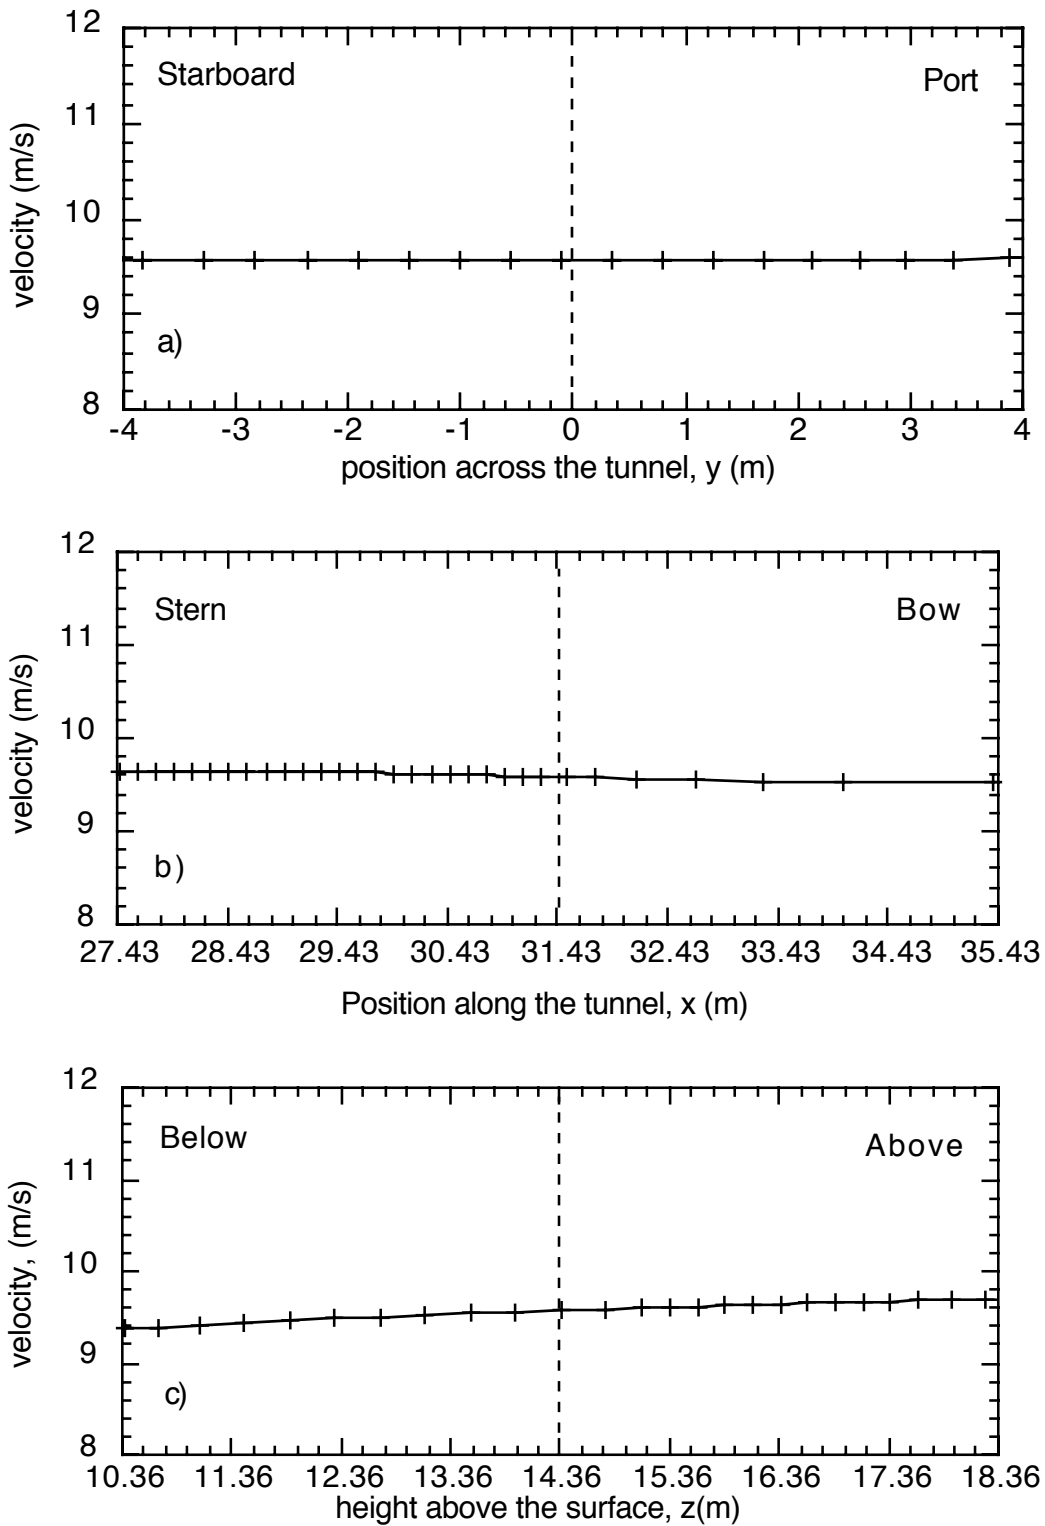 12
Starboard
Port
11
10
9
8
velocity (m/s)
a)
-4 -3 -2 -1 0 1 2 3 4
position across the tunnel, y (m)
12
Stern
Bow
11
10
9
8
velocity (m/s)
b)
27.43 28.43 29.43 30.43 31.43 32.43 33.43 34.43 35.43
Position along the tunnel, x (m)
12
Below
Above
11
10
9
8
velocity, (m/s)
c)
10.36 11.36 12.36 13.36 14.36 15.36 16.36 17.36 18.36
height above the surface, z(m)